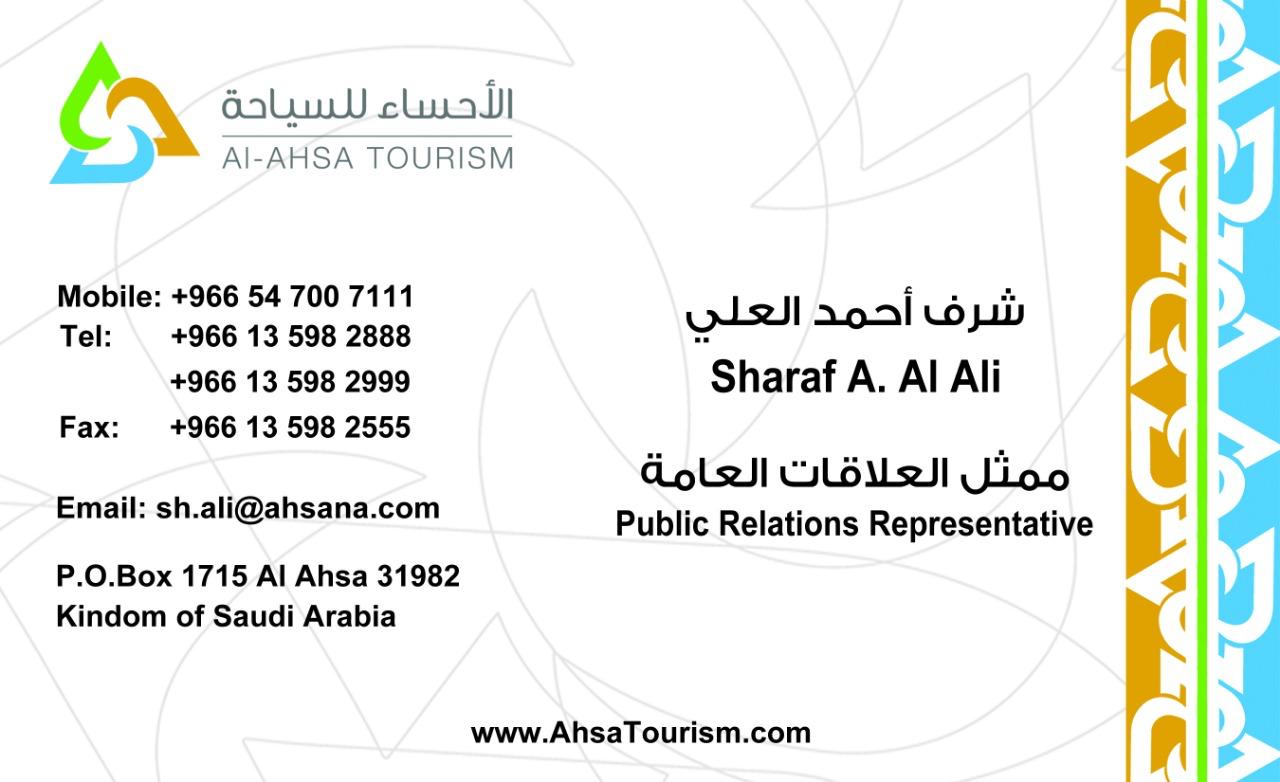 الأحساء للسياحة
Al-AHSA TOURISM
Mobile: +966 54 700 7111
Tel: +966 13 598 2888
+966 13 598 2999
Fax: +966 13 598 2555
Email: sh.ali@ahsana.com
P.O.Box 1715 Al Ahsa 31982
Kindom of Saudi Arabia
شرف أحمد العلي
Sharaf A. Al Ali
ممثل العلاقات العامة
Public Relations Representative
www.AhsaTourism.com